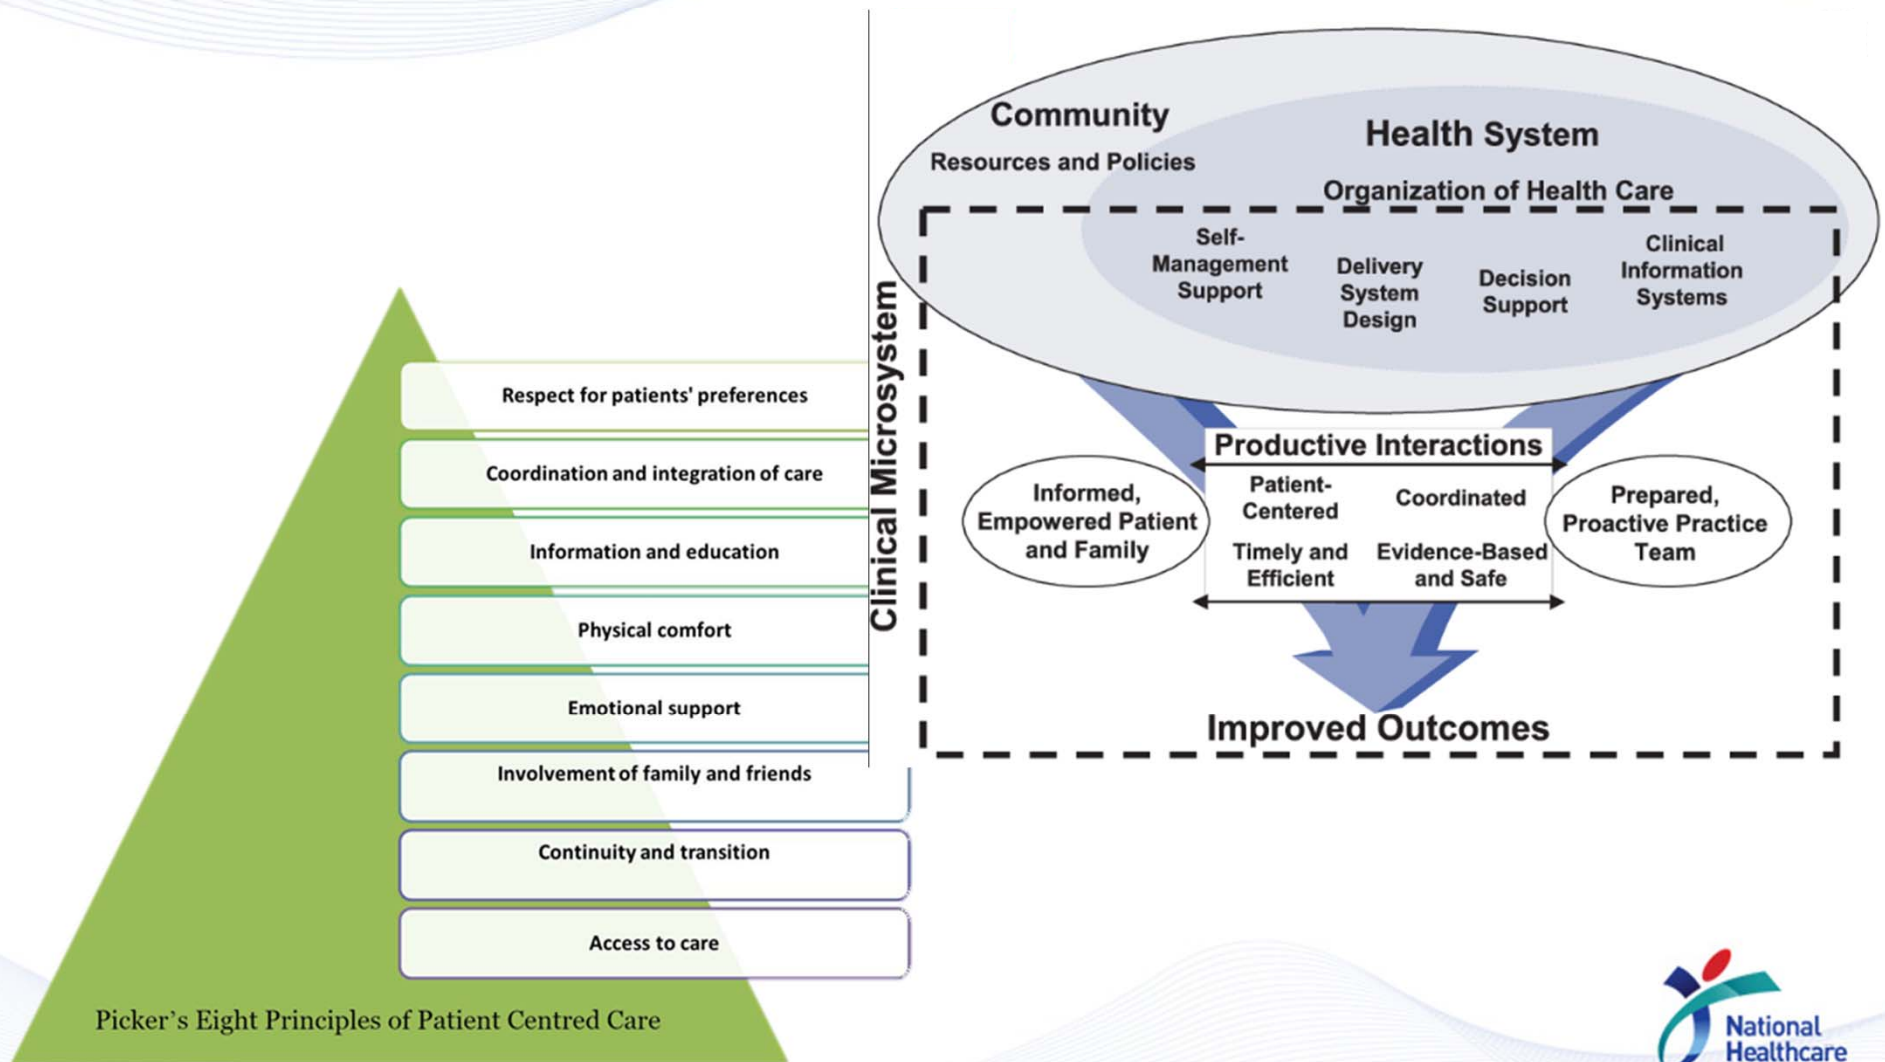 Respect for patients' preferences
Coordination and integration of care
Information and education
Physical comfort
Emotional support
Involvement of family and friends
Continuity and transition
Access to care
Picker’s Eight Principles of Patient Centred Care
Clinical Microsystem
Community
Resources and Policies
Health System
Organization of Health Care
Self-
Management
Support
Delivery
System
Design
Decision
Support
Clinical
Information
Systems
Productive Interactions
Informed,
Empowered Patient
and Family
Patient-
Centered
Coordinated
Timely and
Efficient
Evidence-Based
and Safe
Prepared,
Proactive Practice
Team
Improved Outcomes
National
Healthcare